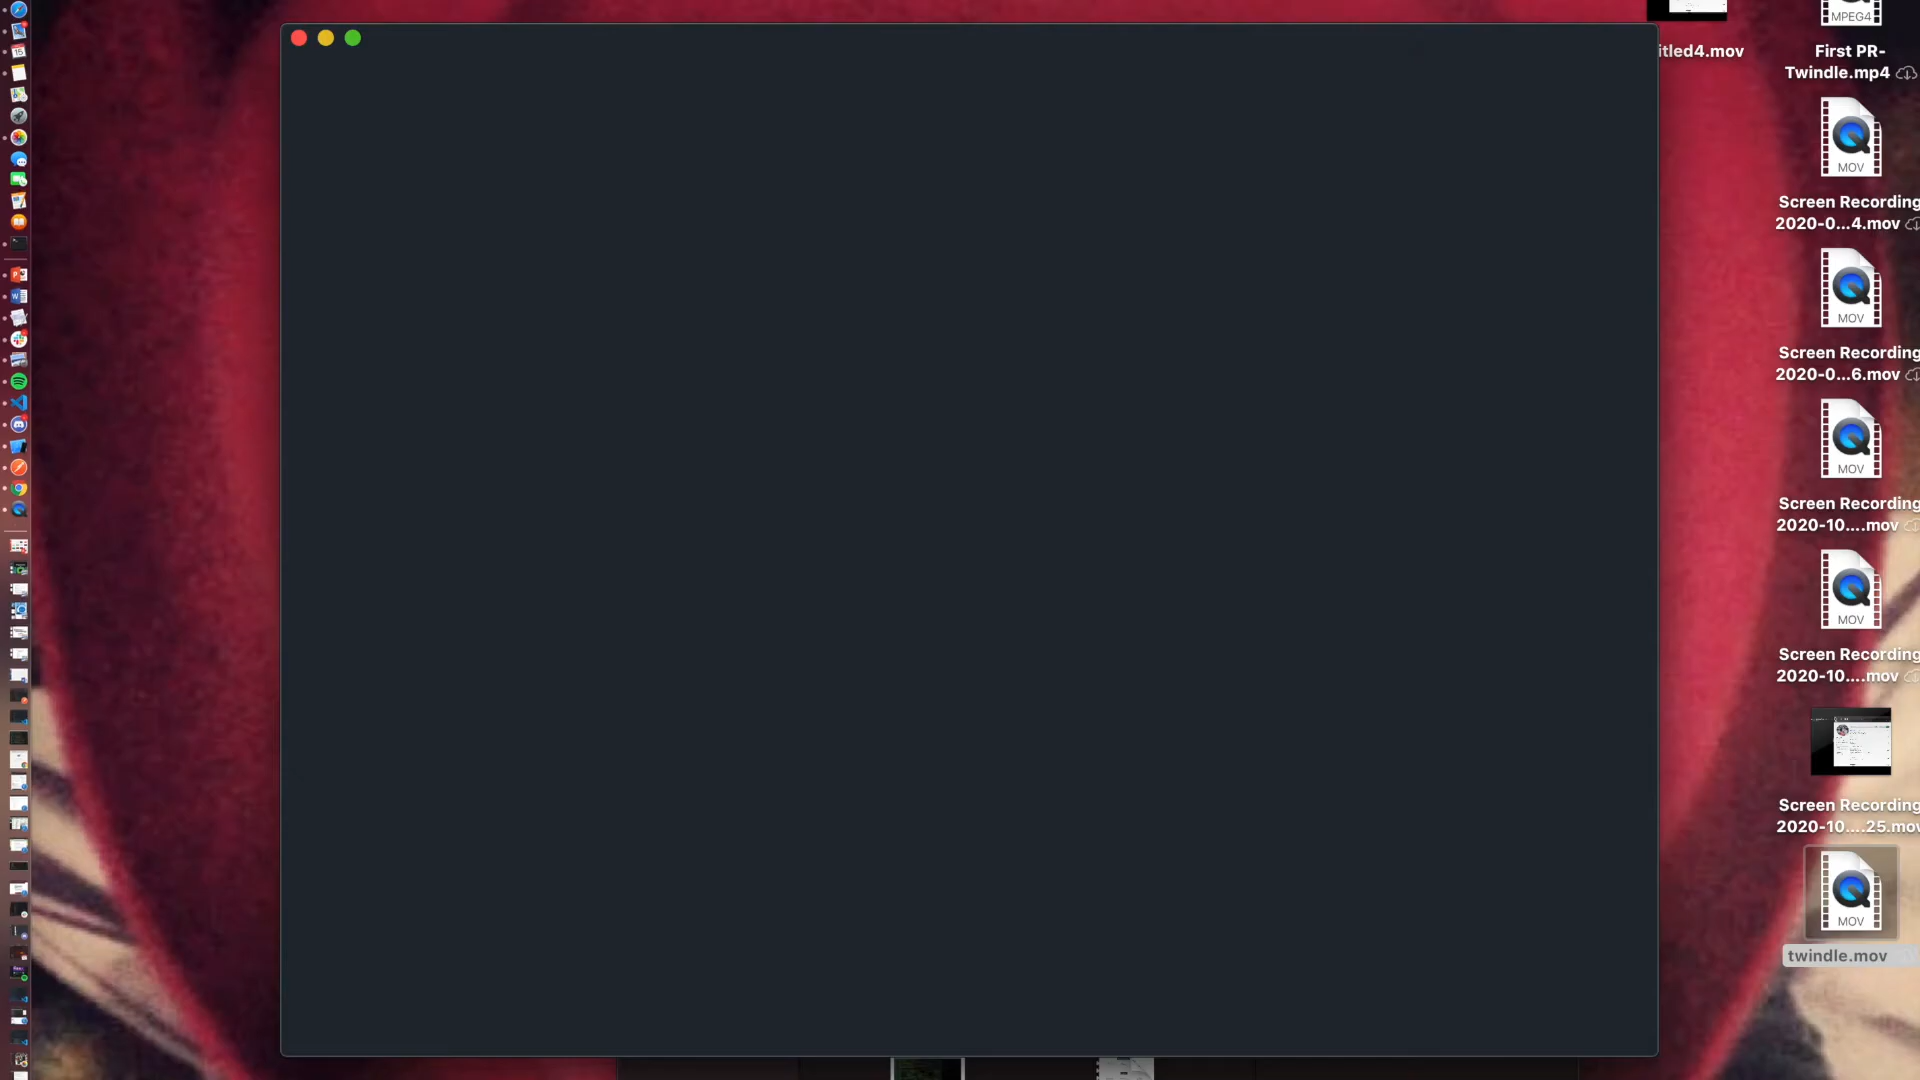 itled4.mov
MPEG4
First PR-
Twindle.mp4
MOV
Screen Recording
2020-0...4.mov
MOV
Screen Recording
2020-0...6.mov
MOV
Screen Recording
2020-10....mov
MOV
Screen Recording
2020-10....mov
Screen Recording
2020-10....25.mov
MOV
twindle.mov
15